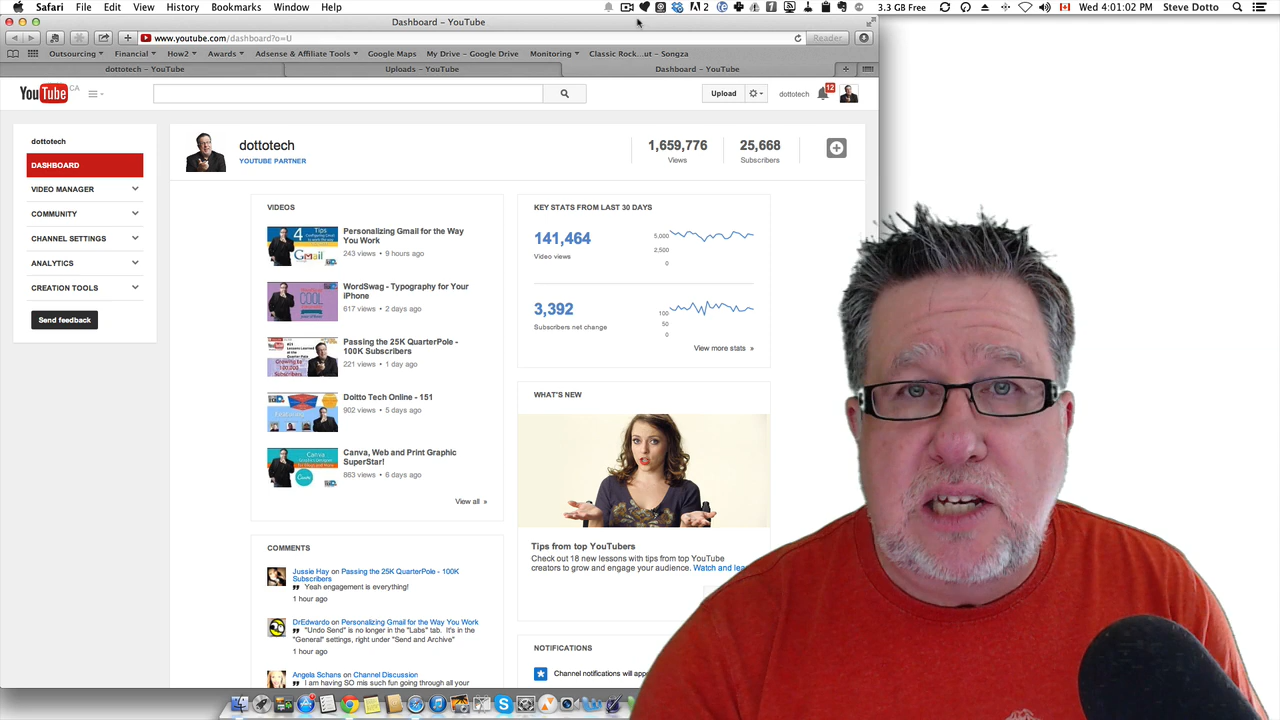 Safari File Edit View History Bookmarks Window Help
2
3.3 GB Free
Wed 4:01:02 PM Steve Dotto
Dashboard – YouTube
www.youtube.com/dashboard?o=U
Reader
Outsourcing Financial How2 Awards Adsense & Affiliate Tools Google Maps My Drive – Google Drive Monitoring Classic Rock...ut – Songza
dottotech – YouTube
Uploads – YouTube
Dashboard – YouTube
YouTube CA
Upload
dottotech
12
dottotech
DASHBOARD
VIDEO MANAGER
COMMUNITY
CHANNEL SETTINGS
ANALYTICS
CREATION TOOLS
Send feedback
dottotech
YOUTUBE PARTNER
1,659,776
Views
25,668
Subscribers
VIDEOS
4 Tips
Gmail
Personalizing Gmail for the Way
You Work
243 views • 9 hours ago
COOL
WordSwag - Typography for Your
iPhone
617 views • 2 days ago
Passing the 25K QuarterPole -
100K Subscribers
221 views • 1 day ago
Doitto Tech Online - 151
902 views • 5 days ago
Canva
Canva, Web and Print Graphic
SuperStar!
863 views • 6 days ago
View all »
KEY STATS FROM LAST 30 DAYS
141,464
Video views
5,000
2,500
0
3,392
Subscribers net change
100
50
0
View more stats »
WHAT'S NEW
Tips from top YouTubers
Check out 18 new lessons with tips from top YouTube
creators to grow and engage your audience. Watch and
COMMENTS
Jussie Hay on Passing the 25K QuarterPole - 100K
Subscribers
Yeah engagement is everything!
1 hour ago
DrEdwardo on Personalizing Gmail for the Way You Work
"Undo Send" is no longer in the "Labs" tab. It's in the
"General" settings, right under "Send and Archive"
1 hour ago
Angela Schans on Channel Discussion
I am having SO mis such fun going through all your
NOTIFICATIONS
Channel notifications will appea